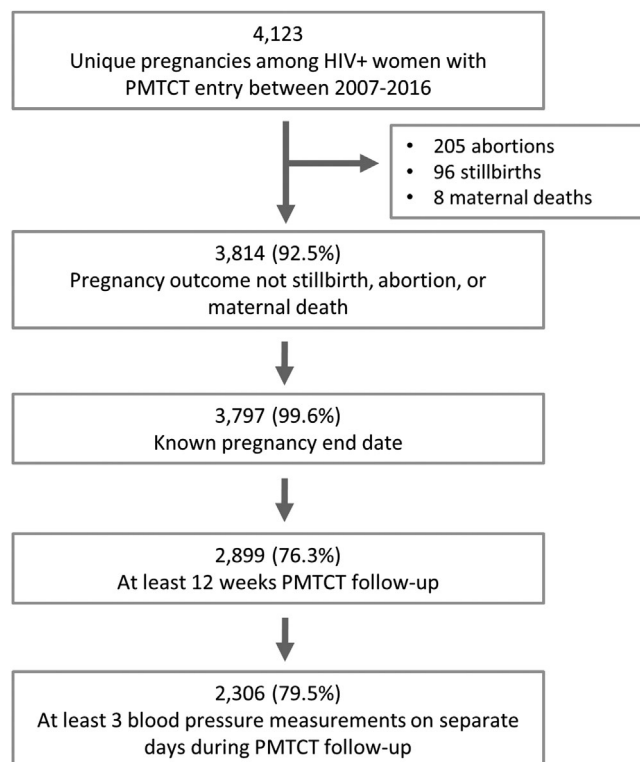 4,123
Unique pregnancies among HIV+ women with
PMTCT entry between 2007-2016
• 205 abortions
• 96 stillbirths
• 8 maternal deaths
3,814 (92.5%)
Pregnancy outcome not stillbirth, abortion, or
maternal death
3,797 (99.6%)
Known pregnancy end date
2,899 (76.3%)
At least 12 weeks PMTCT follow-up
2,306 (79.5%)
At least 3 blood pressure measurements on separate
days during PMTCT follow-up